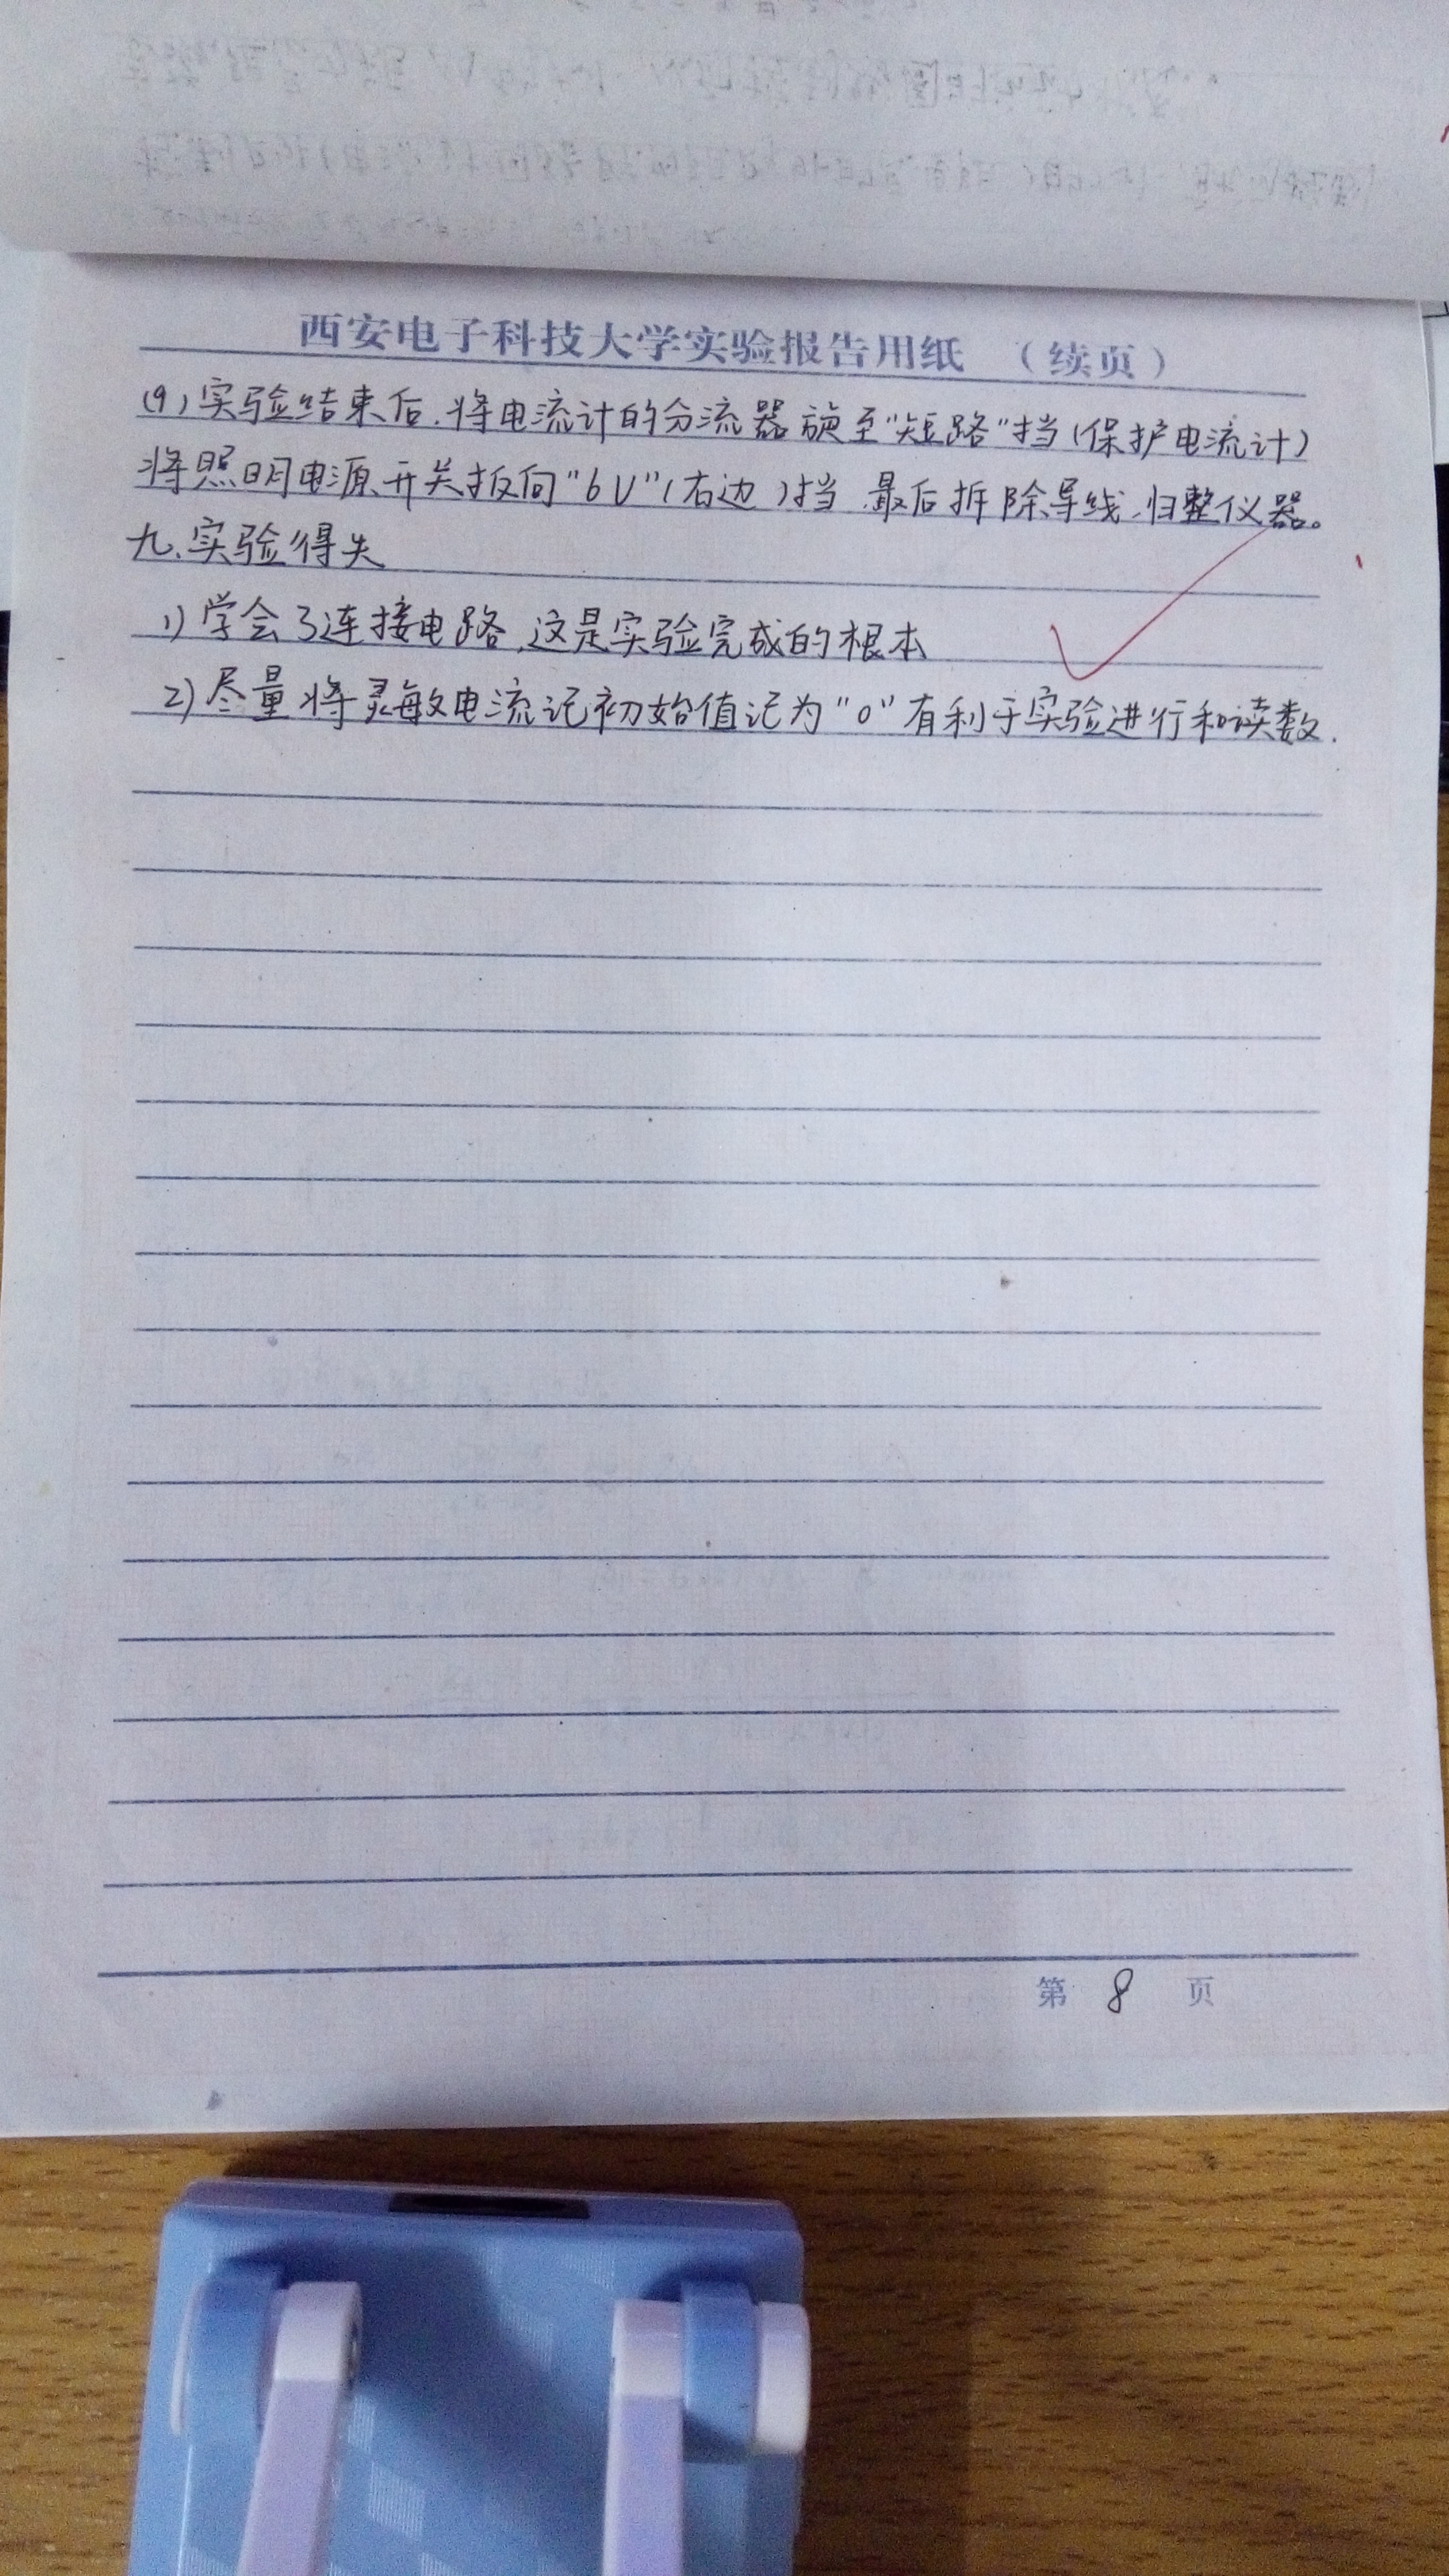 西安电子科技大学实验报告用纸 （续页）
(9)实验结束后.将电流计的分流器旋至“短路”挡(保护电流计)
将照明电源开关扳向“6V”(右边)挡.最后拆除导线.归整仪器。
九.实验得失
1)学会了连接电路,这是实验完成的根本
2)尽量将灵敏电流记初始值记为“0”有利于实验进行和读数.
第 8 页